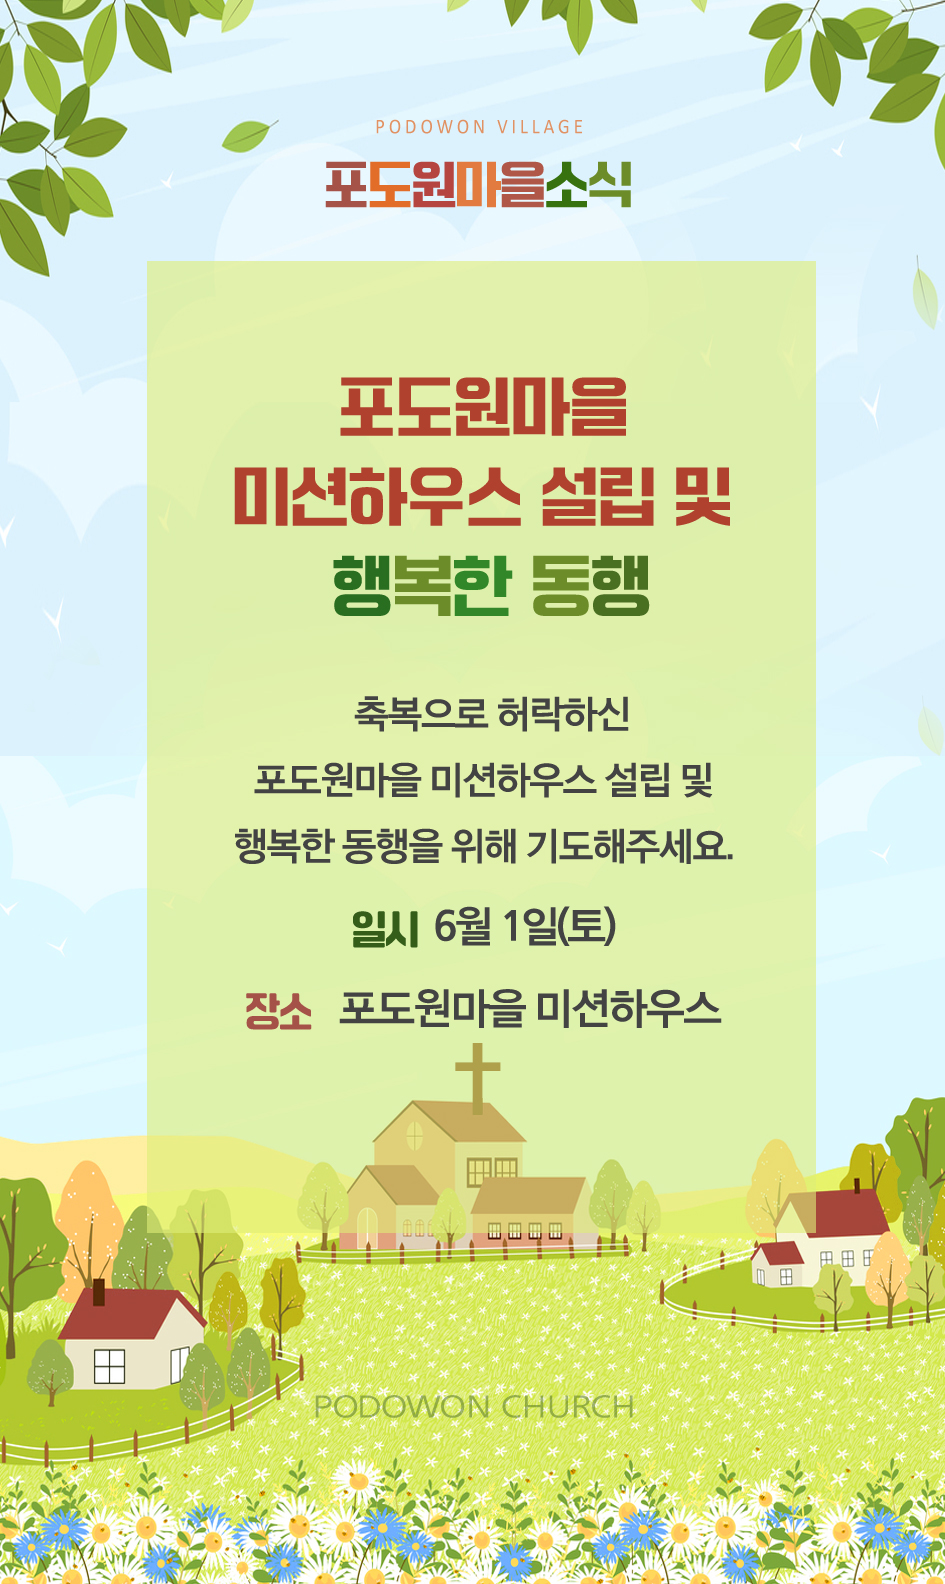 PODOWON VILLAGE
포도원마을소식
포도원마을
미션하우스 설립 및
행복한 동행
축복으로 허락하신
포도원마을 미션하우스 설립 및
행복한 동행을 위해 기도해주세요.
일시 6월 1일(토)
장소 포도원마을 미션하우스
PODOWON CHURCH